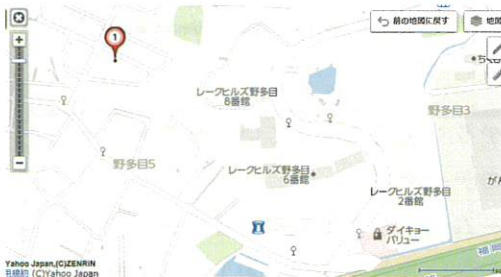 1
前の地図に戻す
地図
レークヒルズ野多目
8番館
野多目3
野多目5
レークヒルズ野多目
6番館
レークヒルズ野多目
2番館
ダイキョー
バリュー
Yahoo Japan,(C)ZENRIN
(C)Yahoo Japan